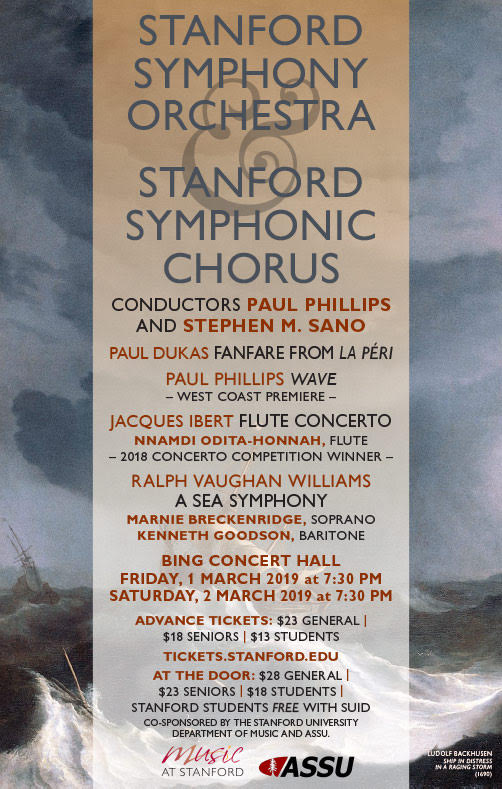 STANFORD
SYMPHONY
ORCHESTRA
&
STANFORD
SYMPHONIC
CHORUS
CONDUCTORS PAUL PHILLIPS
AND STEPHEN M. SANO
PAUL DUKAS FANFARE FROM LA PÉRI
PAUL PHILLIPS WAVE
– WEST COAST PREMIERE –
JACQUES IBERT FLUTE CONCERTO
NNAMDI ODITA-HONNAH, FLUTE
– 2018 CONCERTO COMPETITION WINNER –
RALPH VAUGHAN WILLIAMS
A SEA SYMPHONY
MARNIE BRECKENRIDGE, SOPRANO
KENNETH GOODSON, BARITONE
BING CONCERT HALL
FRIDAY, 1 MARCH 2019 at 7:30 PM
SATURDAY, 2 MARCH 2019 at 7:30 PM
ADVANCE TICKETS: $23 GENERAL |
$18 SENIORS | $13 STUDENTS
TICKETS.STANFORD.EDU
AT THE DOOR: $28 GENERAL |
$23 SENIORS | $18 STUDENTS |
STANFORD STUDENTS FREE WITH SUID
CO-SPONSORED BY THE STANFORD UNIVERSITY
DEPARTMENT OF MUSIC AND ASSU.
music
AT STANFORD
ASSU
LUDOLF BACKHUSEN
SHIP IN DISTRESS
IN A RAGING STORM
(1690)